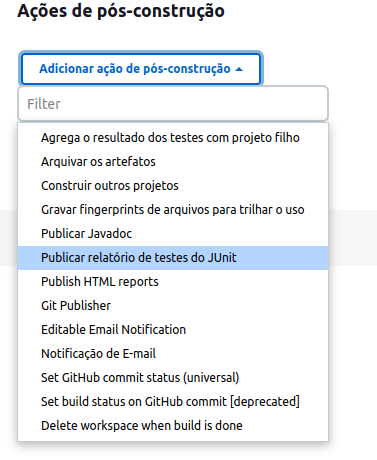 Ações de pós-construção
Adicionar ação de pós-construção
Filter
Agrega o resultado dos testes com projeto filho
Arquivar os artefatos
Construir outros projetos
Gravar fingerprints de arquivos para trilhar o uso
Publicar Javadoc
Publicar relatório de testes do JUnit
Publish HTML reports
Git Publisher
Editable Email Notification
Notificação de E-mail
Set GitHub commit status (universal)
Set build status on GitHub commit [deprecated]
Delete workspace when build is done